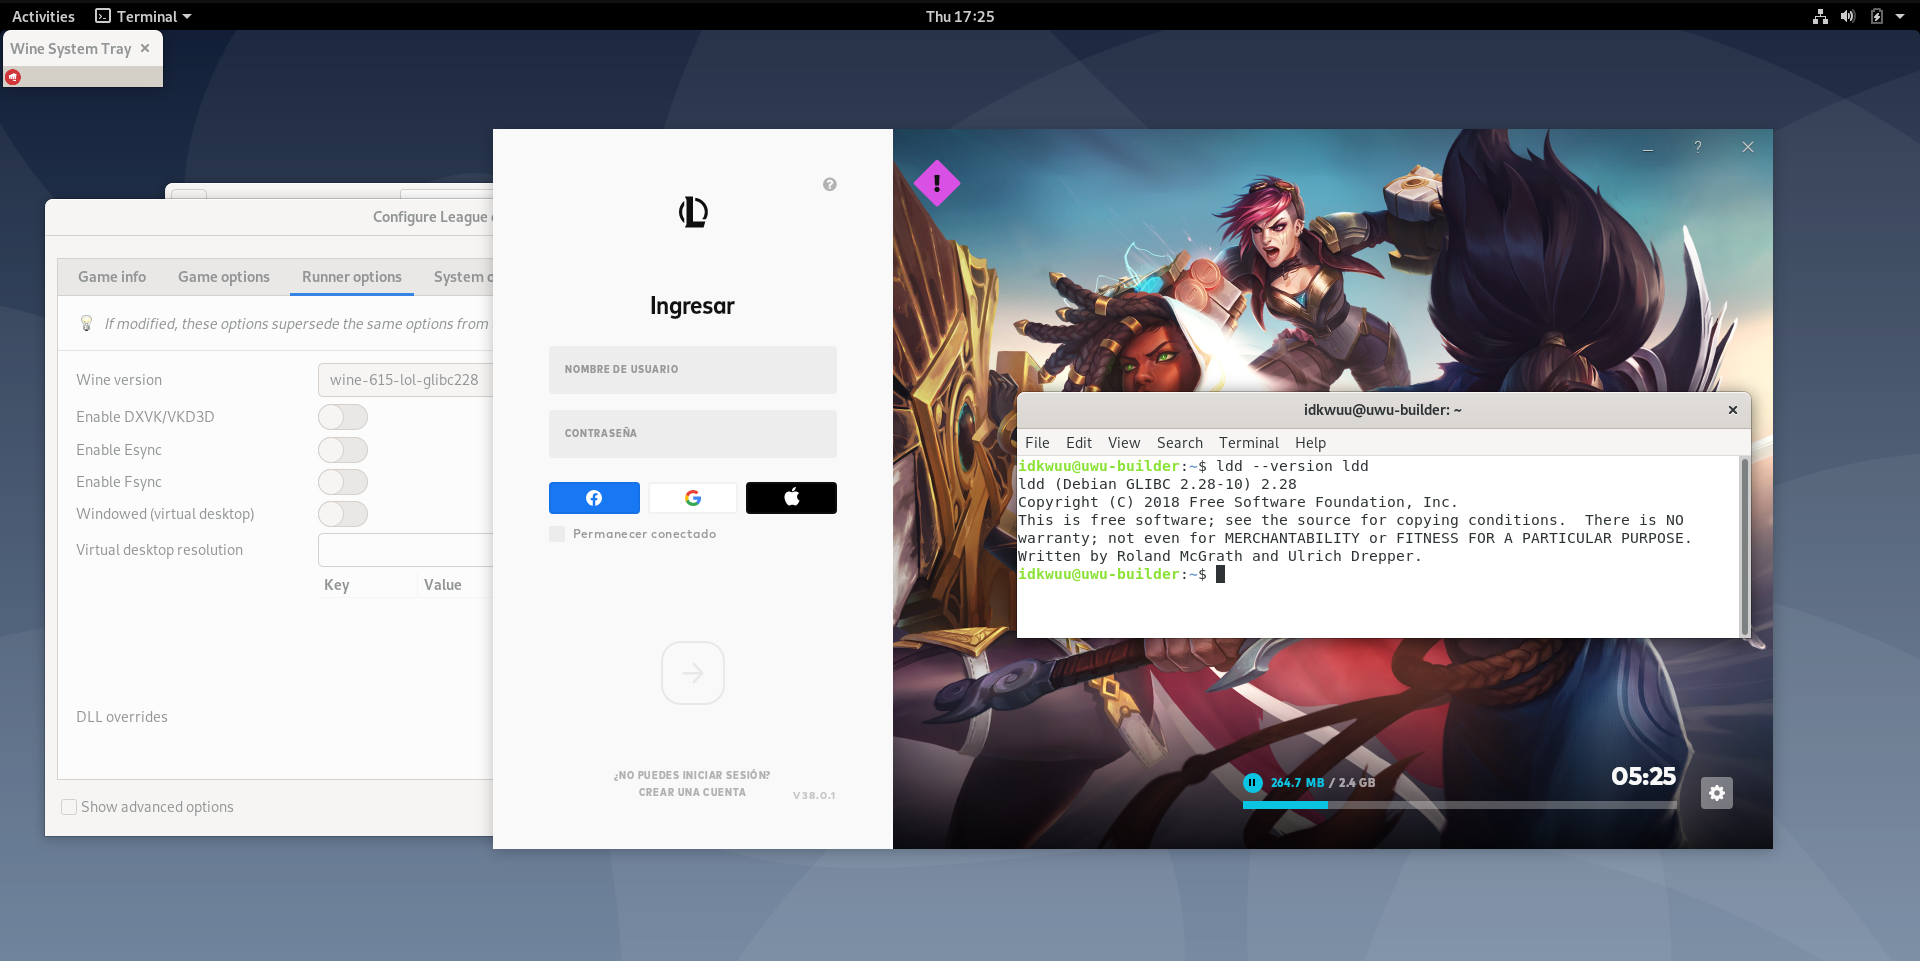 Activities
Terminal
Thu 17:25
Wine System Tray
Configure League
Game info
Game options
Runner options
System o
If modified, these options supersede the same options from
Wine version
wine-615-lol-glibc228
Enable DXVK/VKD3D
Enable Esync
Enable Fsync
Windowed (virtual desktop)
Virtual desktop resolution
Key
Value
DLL overrides
Show advanced options
Ingresar
NOMBRE DE USUARIO
CONTRASEÑA
Permanecer conectado
¿NO PUEDES INICIAR SESIÓN?
CREAR UNA CUENTA
V38.0.1
idkwuu@uwu-builder: ~
File Edit View Search Terminal Help
idkwuu@uwu-builder:~$ ldd --version ldd
ldd (Debian GLIBC 2.28-10) 2.28
Copyright (C) 2018 Free Software Foundation, Inc.
This is free software; see the source for copying conditions.  There is NO
warranty; not even for MERCHANTABILITY or FITNESS FOR A PARTICULAR PURPOSE.
Written by Roland McGrath and Ulrich Drepper.
idkwuu@uwu-builder:~$
264.7 MB / 2.4 GB
05:25